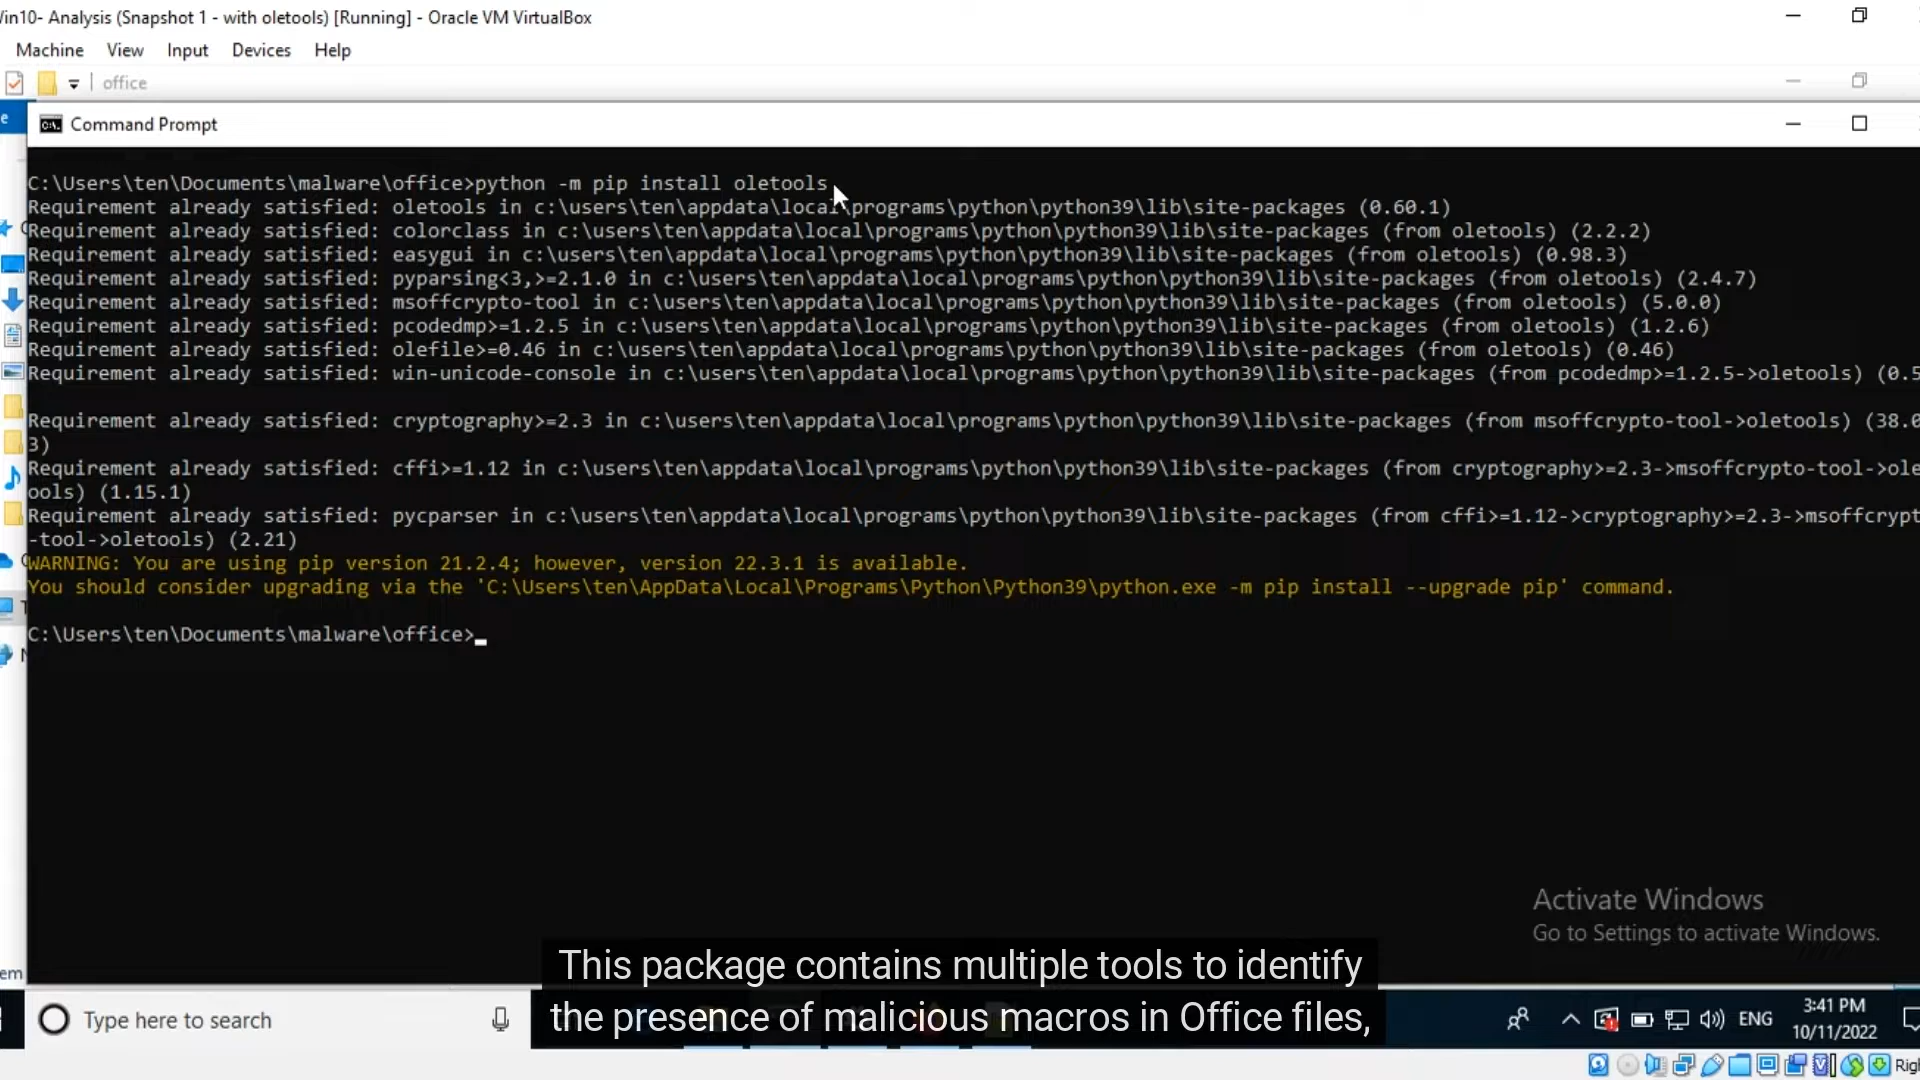 Win10- Analysis (Snapshot 1 - with oletools) [Running] - Oracle VM VirtualBox
Machine View Input Devices Help
office
Command Prompt
C:\Users\ten\Documents\malware\office>python -m pip install oletools
Requirement already satisfied: oletools in c:\users\ten\appdata\local\programs\python\python39\lib\site-packages (0.60.1)
Requirement already satisfied: colorclass in c:\users\ten\appdata\local\programs\python\python39\lib\site-packages (from oletools) (2.2.2)
Requirement already satisfied: easygui in c:\users\ten\appdata\local\programs\python\python39\lib\site-packages (from oletools) (0.98.3)
Requirement already satisfied: pyparsing<3,>=2.1.0 in c:\users\ten\appdata\local\programs\python\python39\lib\site-packages (from oletools) (2.4.7)
Requirement already satisfied: msoffcrypto-tool in c:\users\ten\appdata\local\programs\python\python39\lib\site-packages (from oletools) (5.0.0)
Requirement already satisfied: pcodedmp>=1.2.5 in c:\users\ten\appdata\local\programs\python\python39\lib\site-packages (from oletools) (1.2.6)
Requirement already satisfied: olefile>=0.46 in c:\users\ten\appdata\local\programs\python\python39\lib\site-packages (from oletools) (0.46)
Requirement already satisfied: win-unicode-console in c:\users\ten\appdata\local\programs\python\python39\lib\site-packages (from pcodedmp>=1.2.5->oletools) (0.5
Requirement already satisfied: cryptography>=2.3 in c:\users\ten\appdata\local\programs\python\python39\lib\site-packages (from msoffcrypto-tool->oletools) (38.0
3)
Requirement already satisfied: cffi>=1.12 in c:\users\ten\appdata\local\programs\python\python39\lib\site-packages (from cryptography>=2.3->msoffcrypto-tool->ole
ools) (1.15.1)
Requirement already satisfied: pycparser in c:\users\ten\appdata\local\programs\python\python39\lib\site-packages (from cffi>=1.12->cryptography>=2.3->msoffcrypt
-tool->oletools) (2.21)
WARNING: You are using pip version 21.2.4; however, version 22.3.1 is available.
You should consider upgrading via the 'C:\Users\ten\AppData\Local\Programs\Python\Python39\python.exe -m pip install --upgrade pip' command.
C:\Users\ten\Documents\malware\office>
Activate Windows
Go to Settings to activate Windows.
This package contains multiple tools to identify
the presence of malicious macros in Office files,
Type here to search
ENG
3:41 PM
10/11/2022